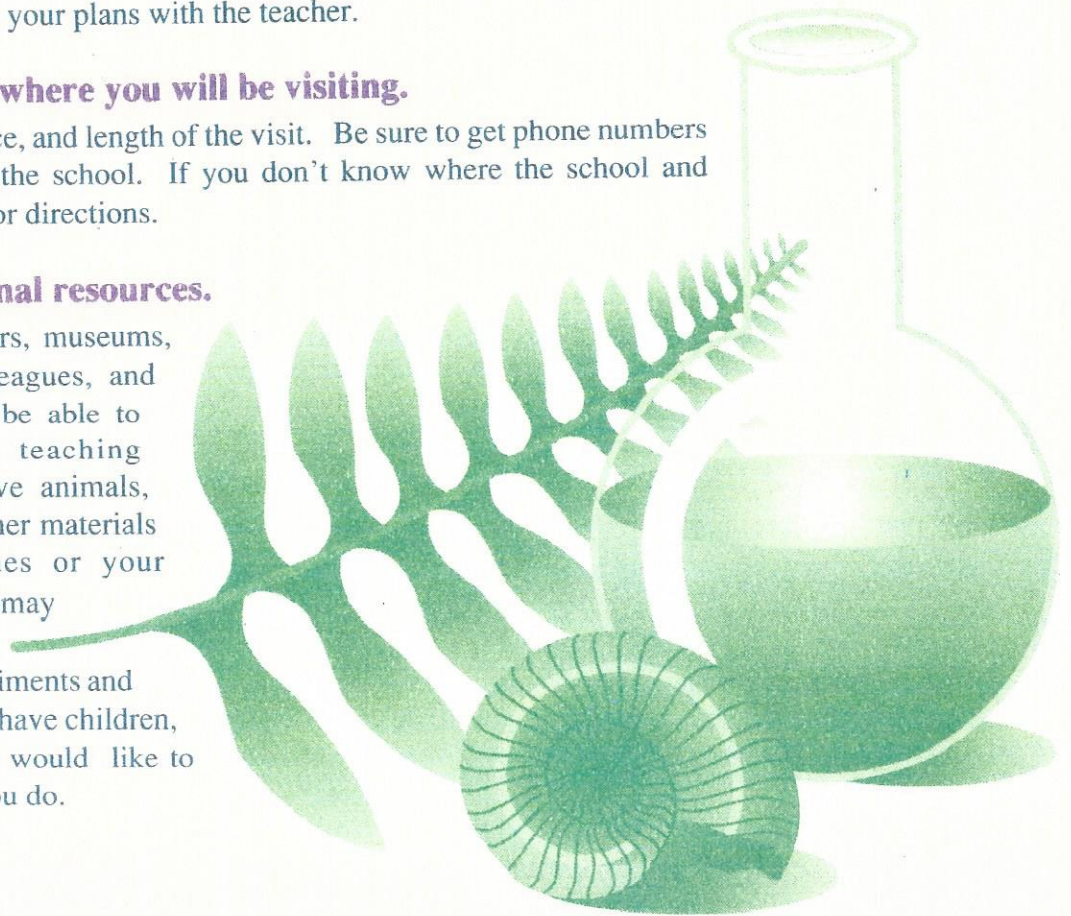 your plans with the teacher.
where you will be visiting.
ce, and length of the visit. Be sure to get phone numbers
the school. If you don't know where the school and
or directions.
nal resources.
rs, museums,
leagues, and
be able to
teaching
ve animals,
ner materials
es or your
may
iments and
have children,
would like to
ou do.